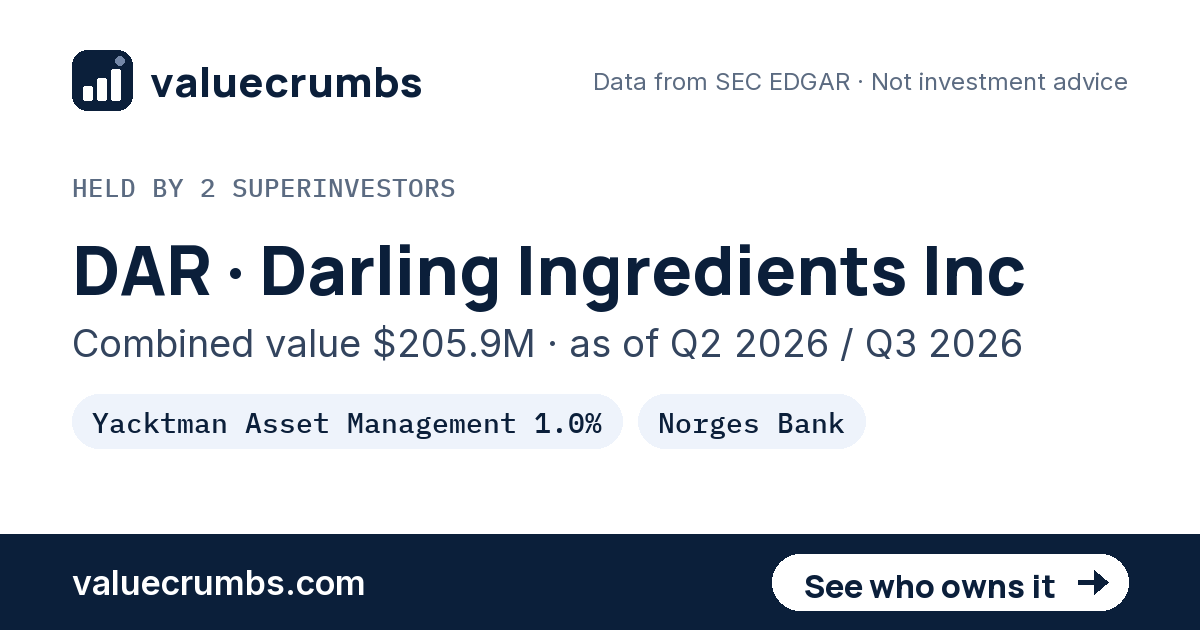 valuecrumbs
Data from SEC EDGAR · Not investment advice
HELD BY 2 SUPERINVESTORS
DAR · Darling Ingredients Inc
Combined value $205.9M · as of Q2 2026 / Q3 2026
Yacktman Asset Management 1.0%
Norges Bank
valuecrumbs.com
See who owns it →